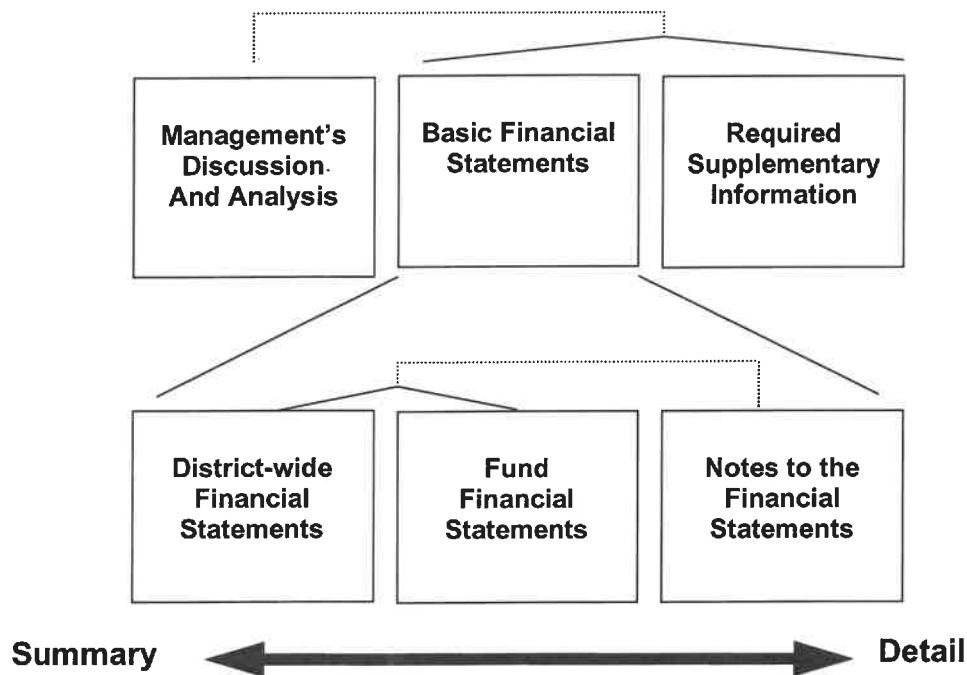 Management's
Discussion
And Analysis
Basic Financial
Statements
Required
Supplementary
Information
District-wide
Financial
Statements
Fund
Financial
Statements
Notes to the
Financial
Statements
Summary
Detail